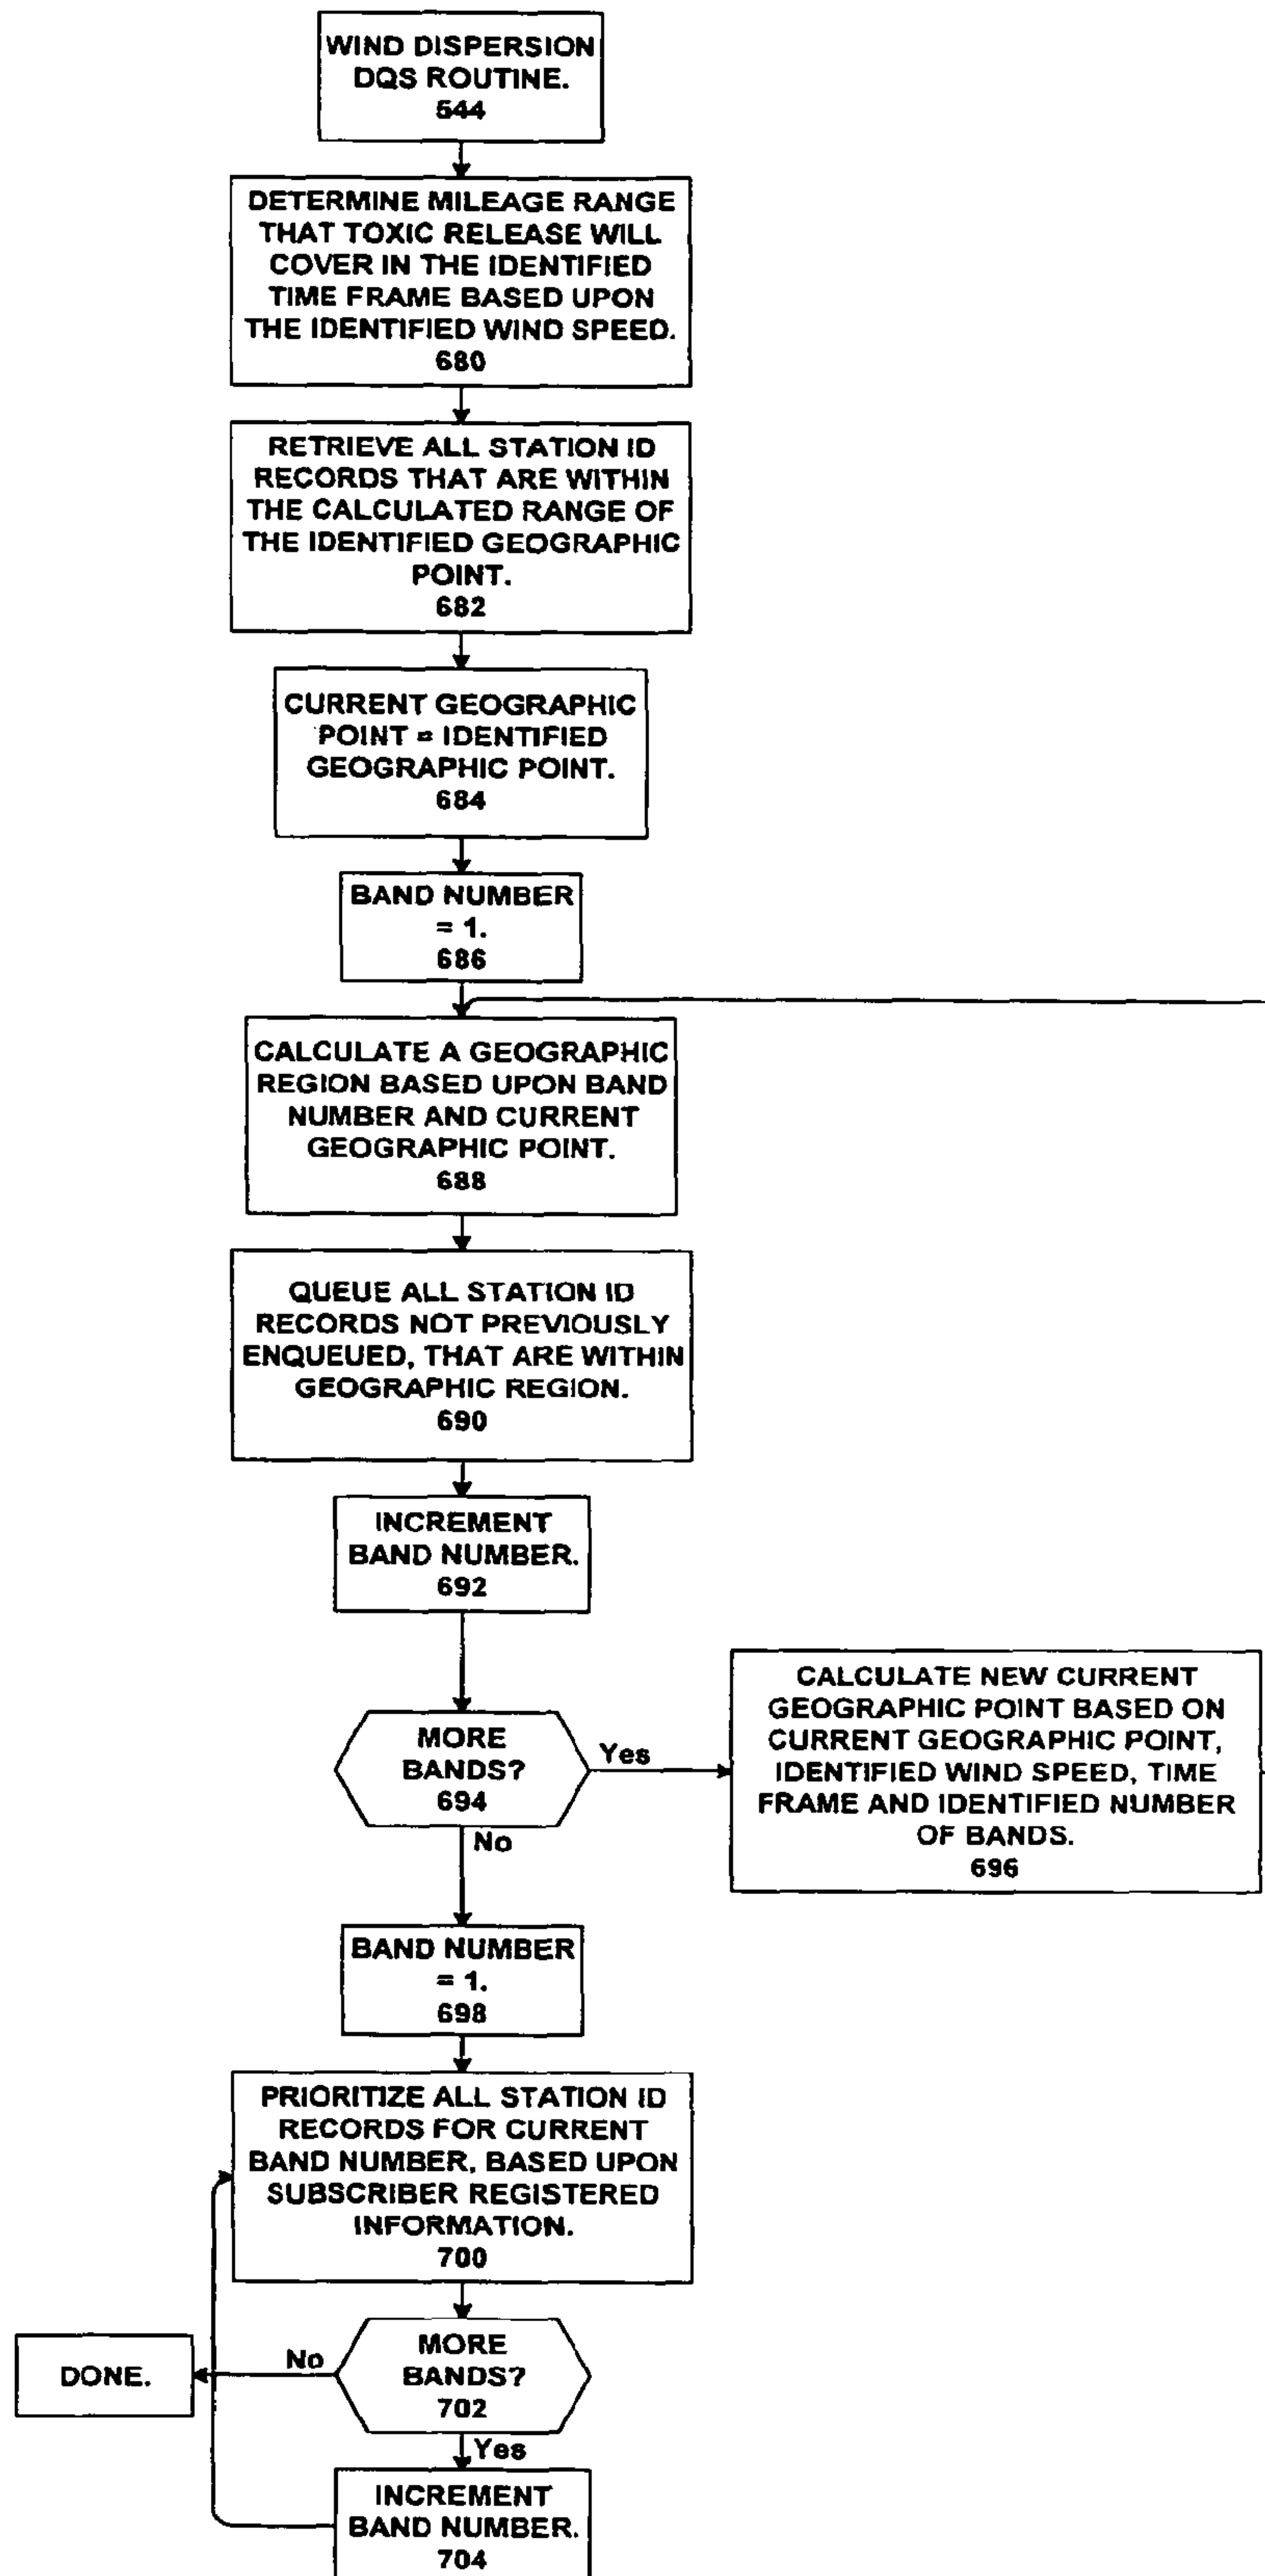 WIND DISPERSION
DQS ROUTINE.
544
DETERMINE MILEAGE RANGE
THAT TOXIC RELEASE WILL
COVER IN THE IDENTIFIED
TIME FRAME BASED UPON
THE IDENTIFIED WIND SPEED.
680
RETRIEVE ALL STATION ID
RECORDS THAT ARE WITHIN
THE CALCULATED RANGE OF
THE IDENTIFIED GEOGRAPHIC
POINT.
682
CURRENT GEOGRAPHIC
POINT = IDENTIFIED
GEOGRAPHIC POINT.
684
BAND NUMBER
= 1.
686
CALCULATE A GEOGRAPHIC
REGION BASED UPON BAND
NUMBER AND CURRENT
GEOGRAPHIC POINT.
688
QUEUE ALL STATION ID
RECORDS NOT PREVIOUSLY
ENQUEUED, THAT ARE WITHIN
GEOGRAPHIC REGION.
690
INCREMENT
BAND NUMBER.
692
MORE
BANDS?
694
Yes
No
CALCULATE NEW CURRENT
GEOGRAPHIC POINT BASED ON
CURRENT GEOGRAPHIC POINT,
IDENTIFIED WIND SPEED, TIME
FRAME AND IDENTIFIED NUMBER
OF BANDS.
696
BAND NUMBER
= 1.
698
PRIORITIZE ALL STATION ID
RECORDS FOR CURRENT
BAND NUMBER, BASED UPON
SUBSCRIBER REGISTERED
INFORMATION.
700
MORE
BANDS?
702
No
DONE.
Yes
INCREMENT
BAND NUMBER.
704